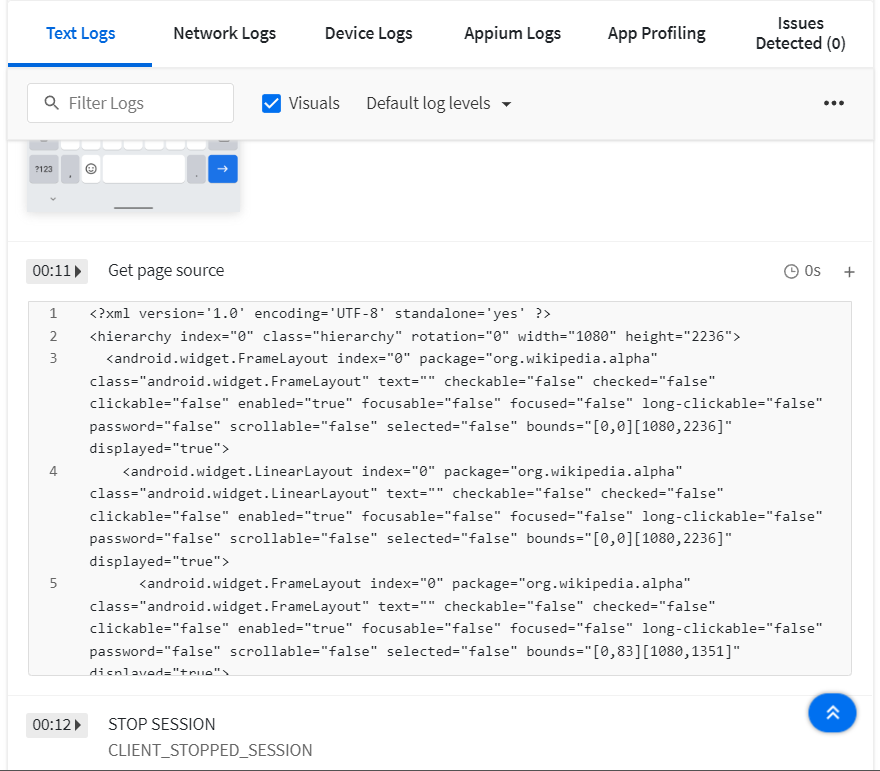 Text Logs
Network Logs
Device Logs
Appium Logs
App Profiling
Issues
Detected (0)
Filter Logs
Visuals
Default log levels
?123
,
.
00:11
Get page source
0s
1 <?xml version='1.0' encoding='UTF-8' standalone='yes' ?>
2 <hierarchy index="0" class="hierarchy" rotation="0" width="1080" height="2236">
3 <android.widget.FrameLayout index="0" package="org.wikipedia.alpha"
class="android.widget.FrameLayout" text="" checkable="false" checked="false"
clickable="false" enabled="true" focusable="false" focused="false" long-clickable="false"
password="false" scrollable="false" selected="false" bounds="[0,0][1080,2236]"
displayed="true">
4 <android.widget.LinearLayout index="0" package="org.wikipedia.alpha"
class="android.widget.LinearLayout" text="" checkable="false" checked="false"
clickable="false" enabled="true" focusable="false" focused="false" long-clickable="false"
password="false" scrollable="false" selected="false" bounds="[0,0][1080,2236]"
displayed="true">
5 <android.widget.FrameLayout index="0" package="org.wikipedia.alpha"
class="android.widget.FrameLayout" text="" checkable="false" checked="false"
clickable="false" enabled="true" focusable="false" focused="false" long-clickable="false"
password="false" scrollable="false" selected="false" bounds="[0,83][1080,1351]"
displayed="true">
00:12
STOP SESSION
CLIENT_STOPPED_SESSION